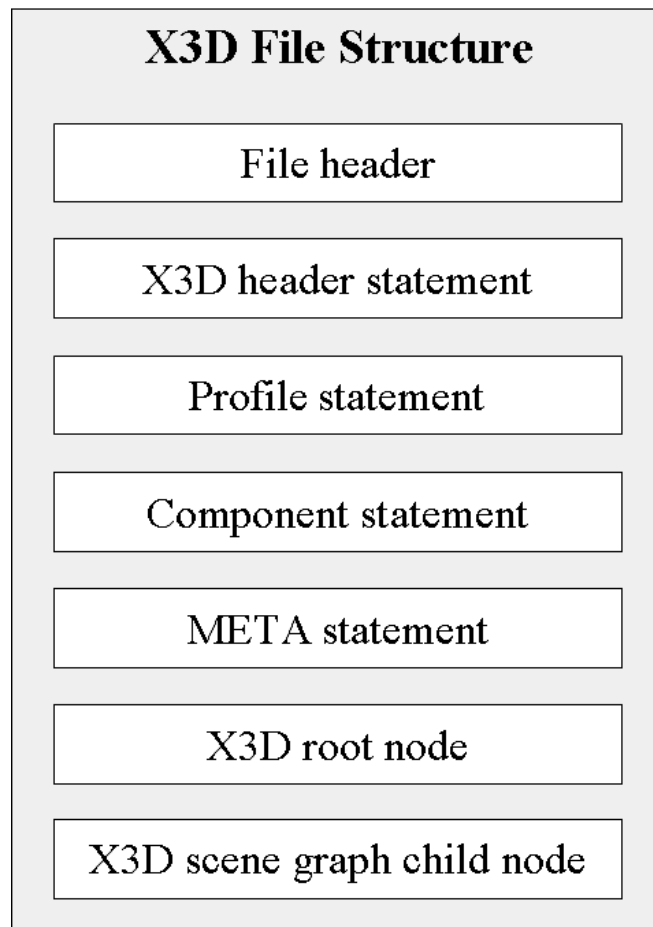 X3D File Structure
File header
X3D header statement
Profile statement
Component statement
META statement
X3D root node
X3D scene graph child node